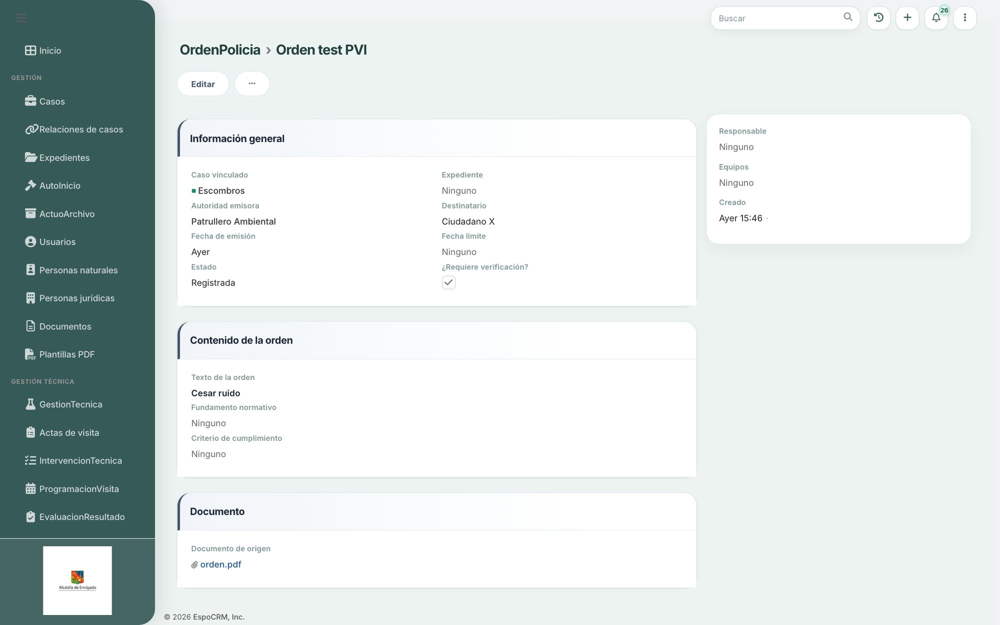 Buscar
26
Inicio
GESTIÓN
Casos
Relaciones de casos
Expedientes
AutoInicio
ActuoArchivo
Usuarios
Personas naturales
Personas jurídicas
Documentos
Plantillas PDF
GESTIÓN TÉCNICA
GestionTecnica
Actas de visita
IntervencionTecnica
ProgramacionVisita
EvaluacionResultado
Alcaldía de Envigado
OrdenPolicia › Orden test PVI
Editar
Información general
Caso vinculado
Escombros
Expediente
Ninguno
Autoridad emisora
Patrullero Ambiental
Destinatario
Ciudadano X
Fecha de emisión
Ayer
Fecha límite
Ninguno
Estado
Registrada
¿Requiere verificación?
Contenido de la orden
Texto de la orden
Cesar ruido
Fundamento normativo
Ninguno
Criterio de cumplimiento
Ninguno
Documento
Documento de origen
orden.pdf
Responsable
Ninguno
Equipos
Ninguno
Creado
Ayer 15:46 ·
© 2026 EspoCRM, Inc.